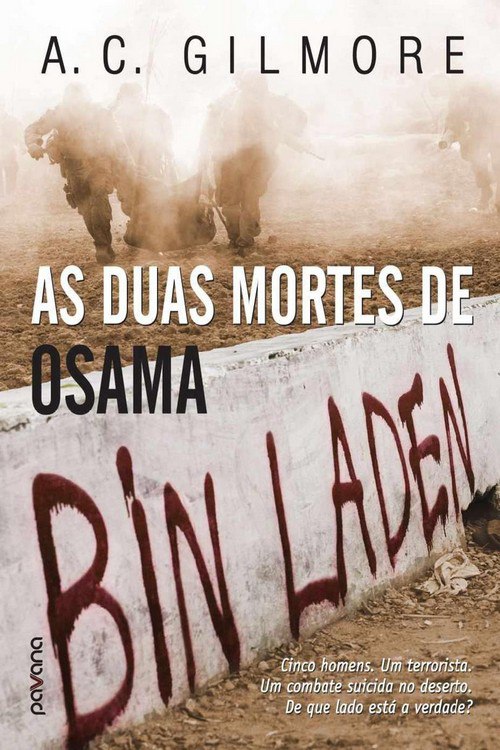 A. C. GILMORE
AS DUAS MORTES DE
OSAMA
BiN LADEN
Cinco homens. Um terrorista.
Um combate suicida no deserto.
De que lado está a verdade?
pavana